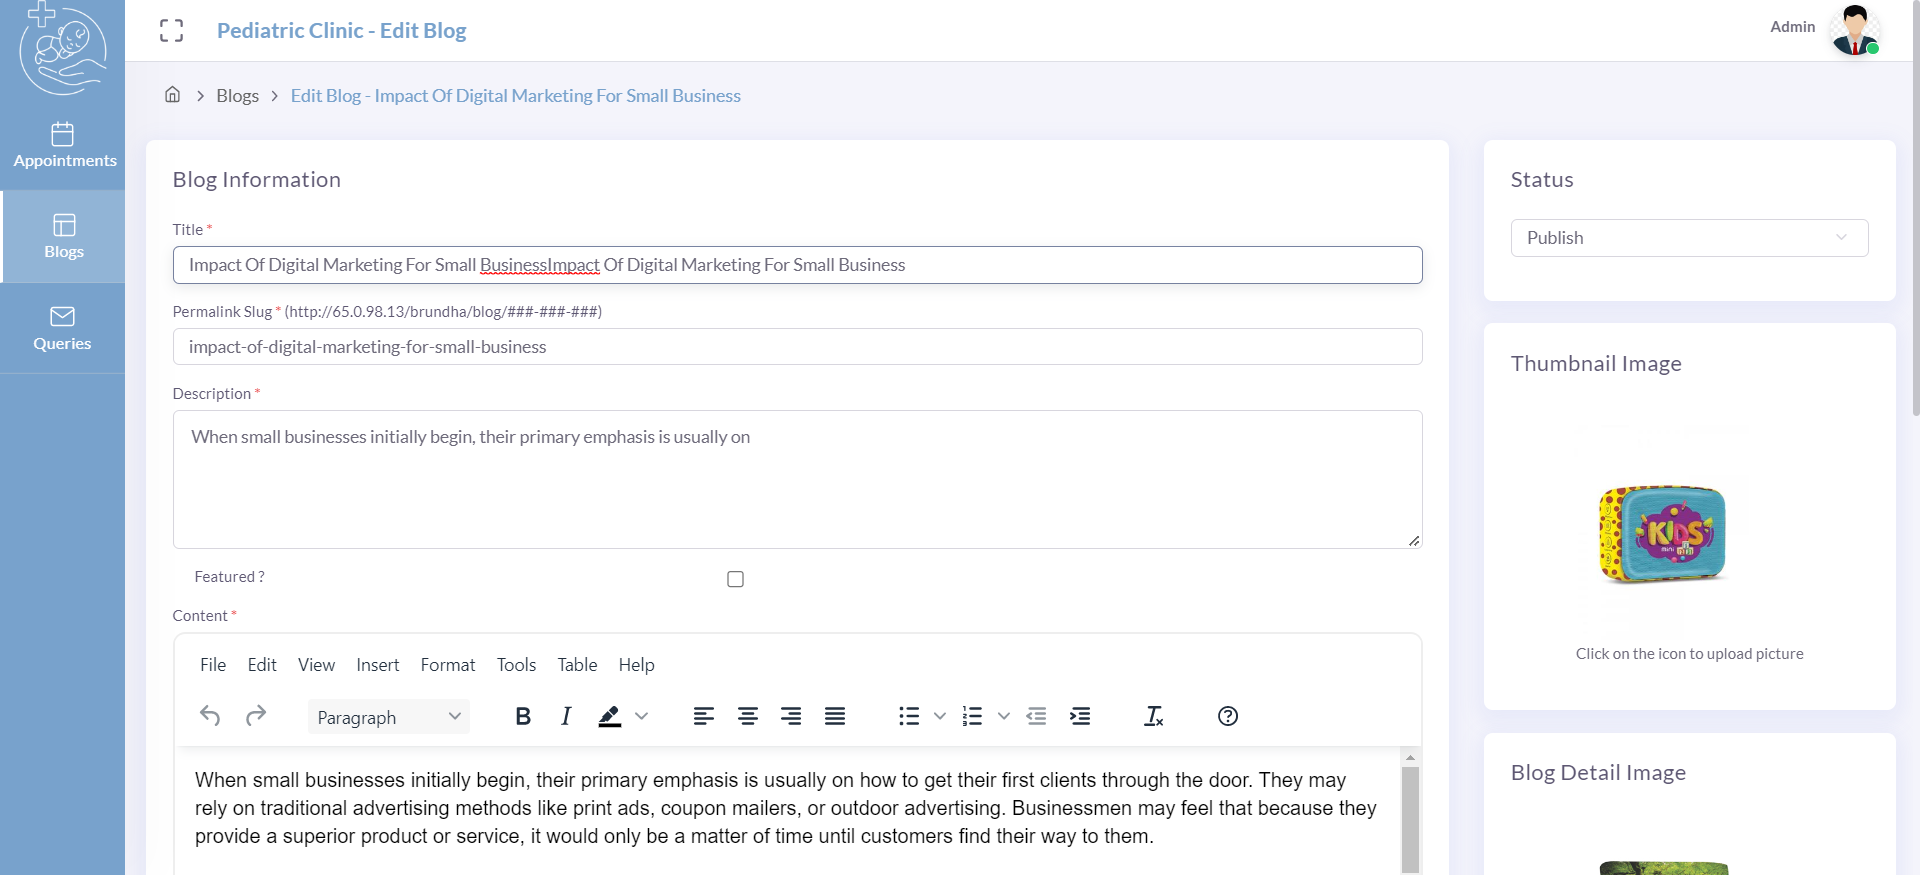 Pediatric Clinic - Edit Blog
Admin
Appointments
Blogs
Queries
Blogs
Edit Blog - Impact Of Digital Marketing For Small Business
Blog Information
Title *
Impact Of Digital Marketing For Small BusinessImpact Of Digital Marketing For Small Business
Permalink Slug * (http://65.0.98.13/brundha/blog/###-###-###)
impact-of-digital-marketing-for-small-business
Description *
When small businesses initially begin, their primary emphasis is usually on
Featured ?
Content *
File Edit View Insert Format Tools Table Help
Paragraph
When small businesses initially begin, their primary emphasis is usually on how to get their first clients through the door. They may
rely on traditional advertising methods like print ads, coupon mailers, or outdoor advertising. Businessmen may feel that because they
provide a superior product or service, it would only be a matter of time until customers find their way to them.
Status
Publish
Thumbnail Image
KIDS
mini
Click on the icon to upload picture
Blog Detail Image